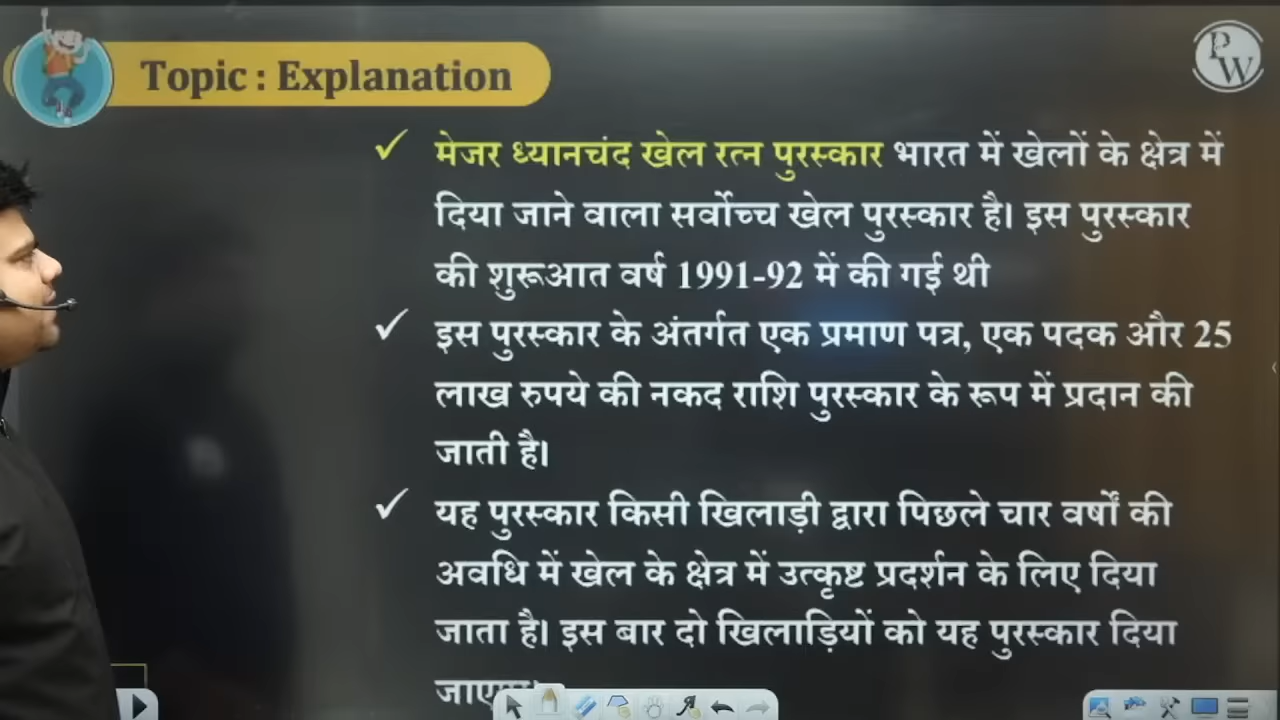 Topic : Explanation
PW
मेजर ध्यानचंद खेल रत्न पुरस्कार भारत में खेलों के क्षेत्र में
दिया जाने वाला सर्वोच्च खेल पुरस्कार है। इस पुरस्कार
की शुरूआत वर्ष 1991-92 में की गई थी
इस पुरस्कार के अंतर्गत एक प्रमाण पत्र, एक पदक और 25
लाख रुपये की नकद राशि पुरस्कार के रूप में प्रदान की
जाती है।
यह पुरस्कार किसी खिलाड़ी द्वारा पिछले चार वर्षों की
अवधि में खेल के क्षेत्र में उत्कृष्ट प्रदर्शन के लिए दिया
जाता है। इस बार दो खिलाड़ियों को यह पुरस्कार दिया